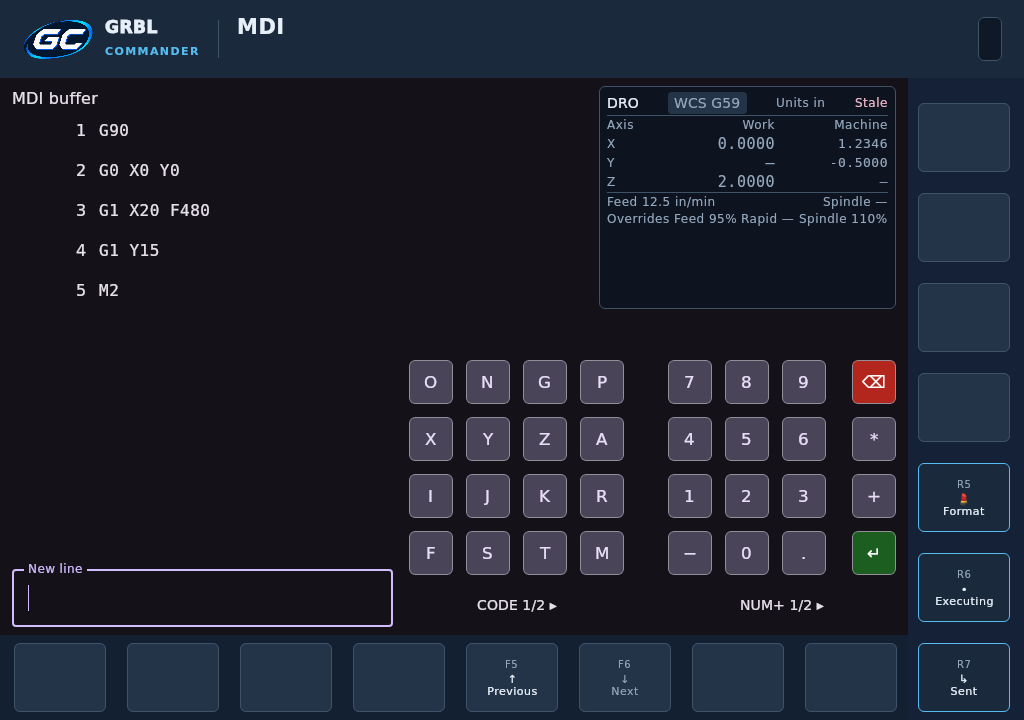 GC GRBL COMMANDER
MDI
MDI buffer
1 G90
2 G0 X0 Y0
3 G1 X20 F480
4 G1 Y15
5 M2
DRO WCS G59 Units in Stale
Axis Work Machine
X 0.0000 1.2346
Y — -0.5000
Z 2.0000 —
Feed 12.5 in/min Spindle —
Overrides Feed 95% Rapid — Spindle 110%
O N G P 7 8 9 ⌫
X Y Z A 4 5 6 *
I J K R 1 2 3 +
F S T M − 0 . ↵
New line
CODE 1/2 ▸ NUM+ 1/2 ▸
R5
Format
R6
•
Executing
R7
↳
Sent
F5
↑
Previous
F6
↓
Next